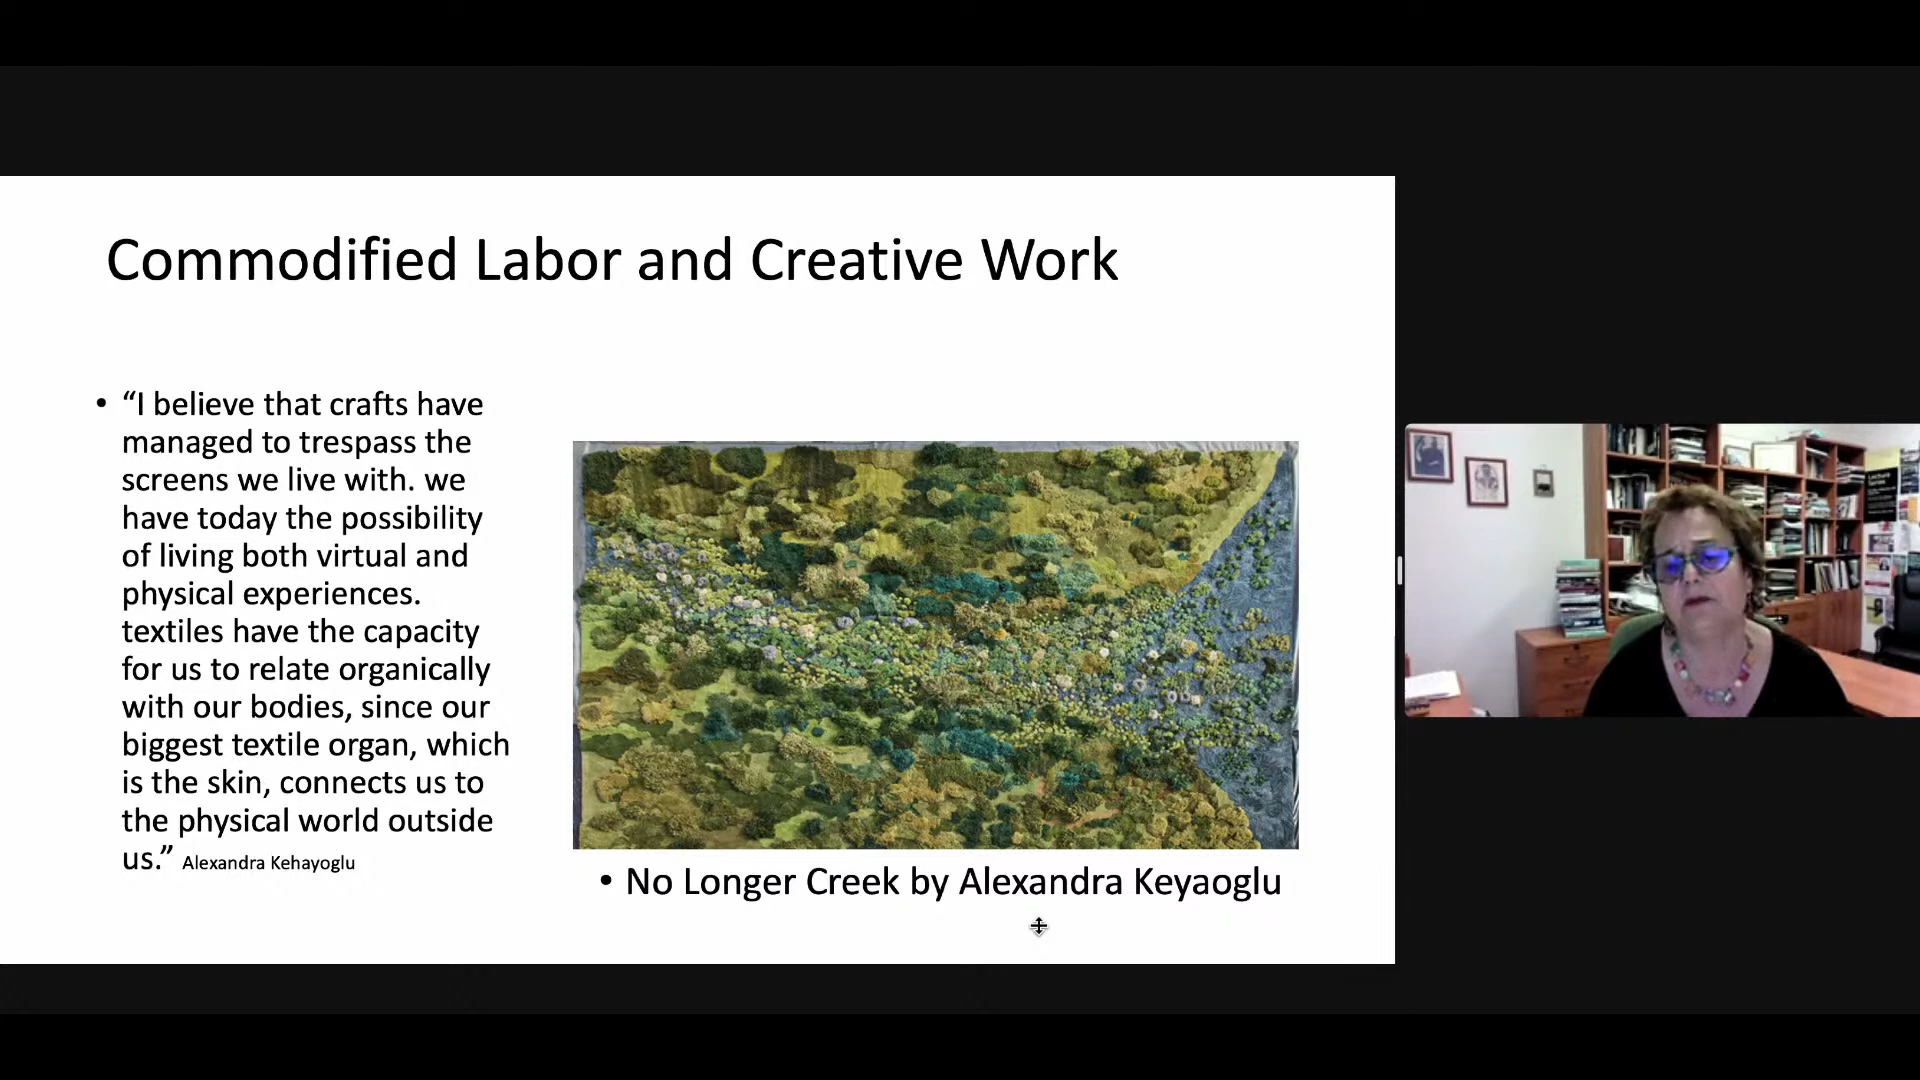 Commodified Labor and Creative Work
• “I believe that crafts have
managed to trespass the
screens we live with. we
have today the possibility
of living both virtual and
physical experiences.
textiles have the capacity
for us to relate organically
with our bodies, since our
biggest textile organ, which
is the skin, connects us to
the physical world outside
us.” Alexandra Kehayoglu
• No Longer Creek by Alexandra Keyaoglu